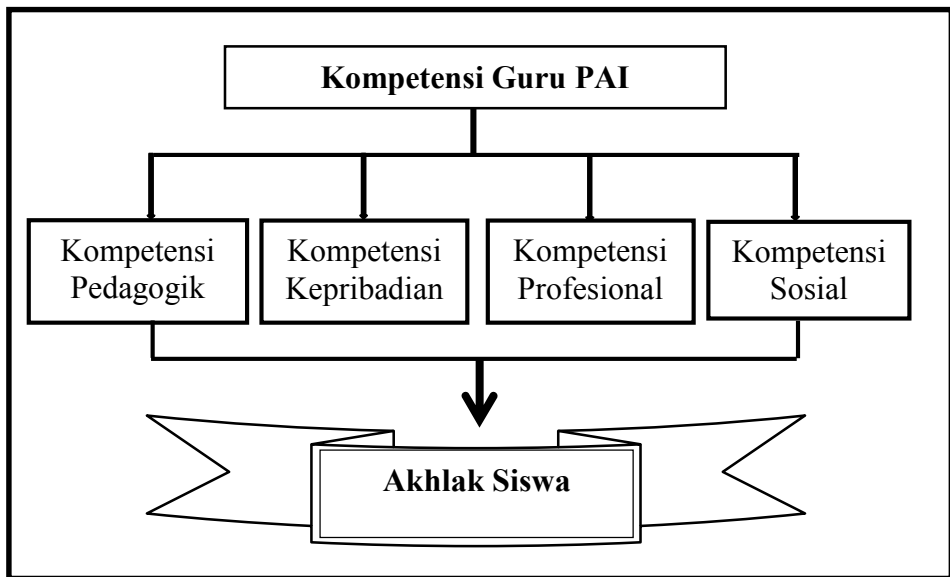 Kompetensi Guru PAI
Kompetensi
Pedagogik
Kompetensi
Kepribadian
Kompetensi
Profesional
Kompetensi
Sosial
Akhlak Siswa